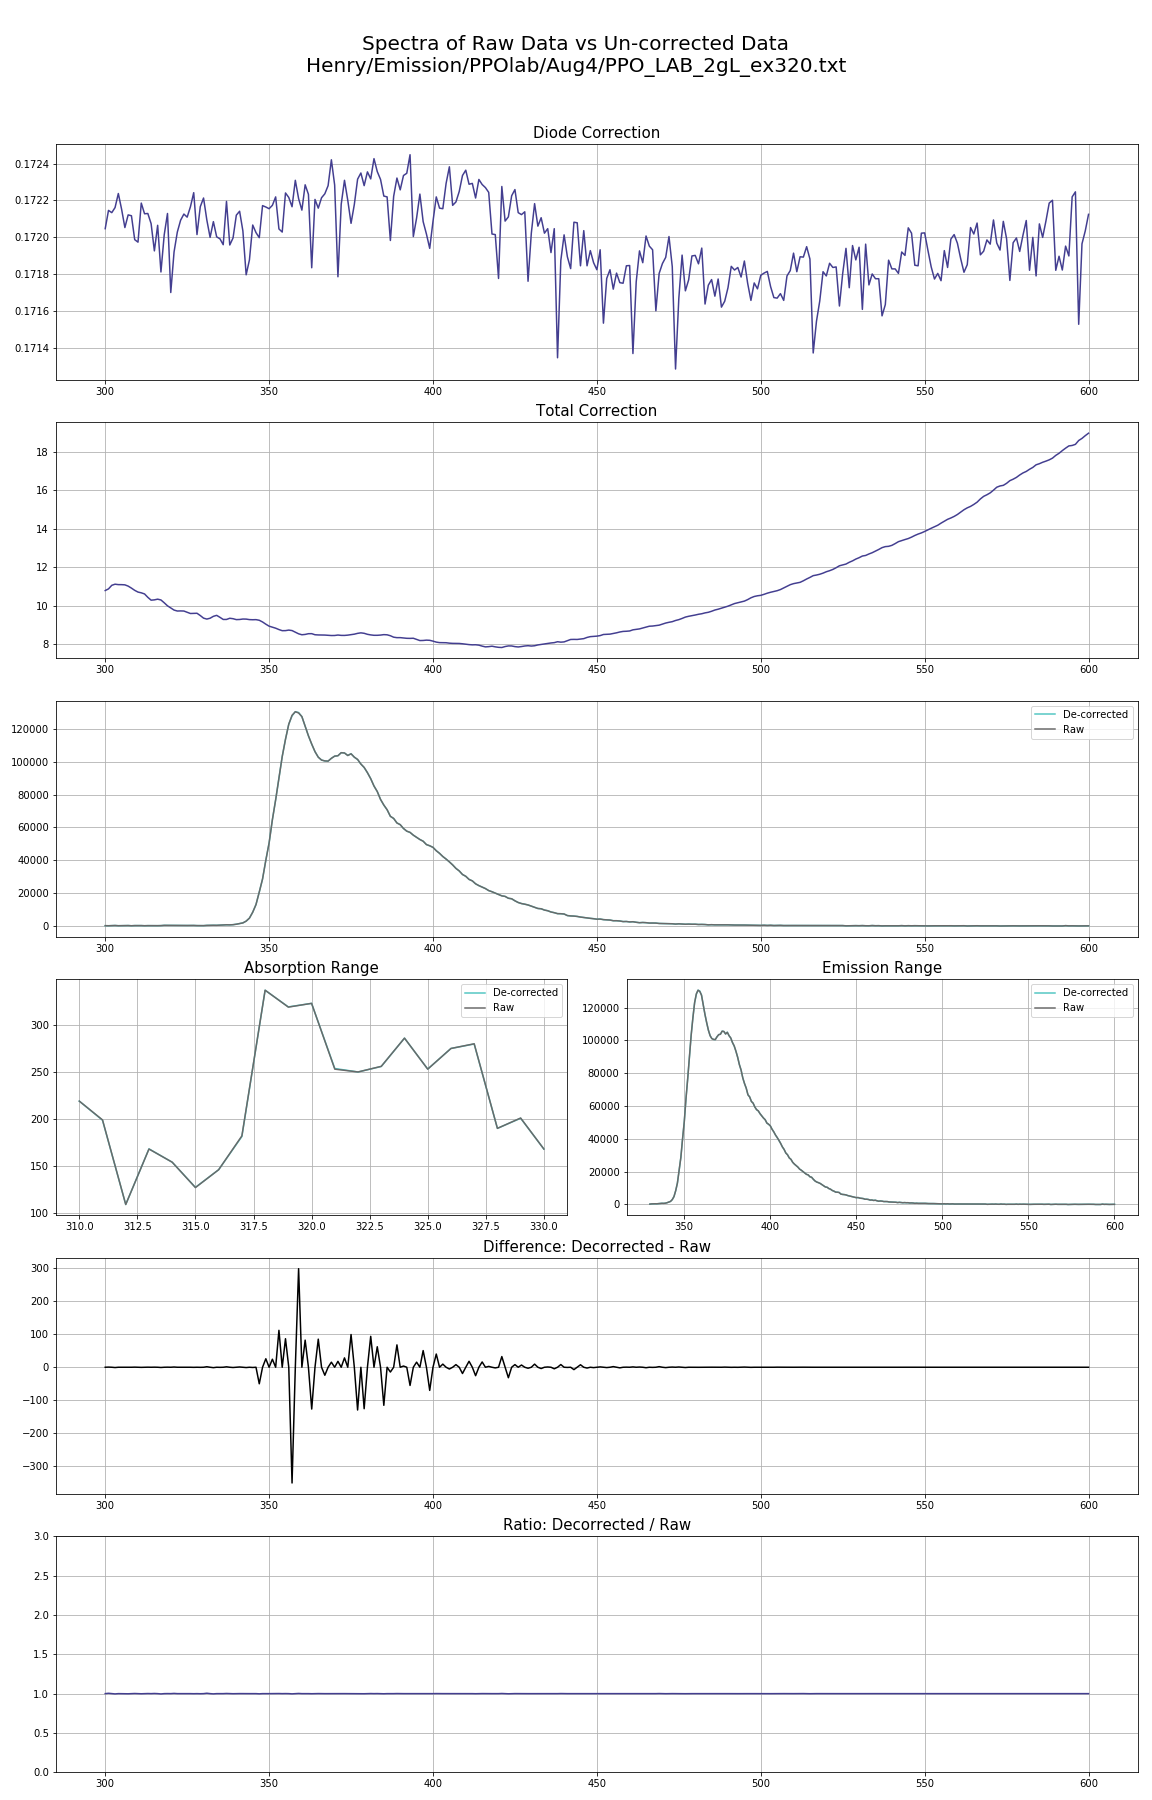 Spectra of Raw Data vs Un-corrected Data
Henry/Emission/PPOlab/Aug4/PPO_LAB_2gL_ex320.txt
Diode Correction
0.1724
0.1722
0.1720
0.1718
0.1716
0.1714
300 350 400 450 500 550 600
Total Correction
18
16
14
12
10
8
300 350 400 450 500 550 600
De-corrected
Raw
120000
100000
80000
60000
40000
20000
0
300 350 400 450 500 550 600
Absorption Range
De-corrected
Raw
300
250
200
150
100
310.0 312.5 315.0 317.5 320.0 322.5 325.0 327.5 330.0
Emission Range
De-corrected
Raw
120000
100000
80000
60000
40000
20000
0
350 400 450 500 550 600
Difference: Decorrected - Raw
300
200
100
0
−100
−200
−300
300 350 400 450 500 550 600
Ratio: Decorrected / Raw
3.0
2.5
2.0
1.5
1.0
0.5
0.0
300 350 400 450 500 550 600